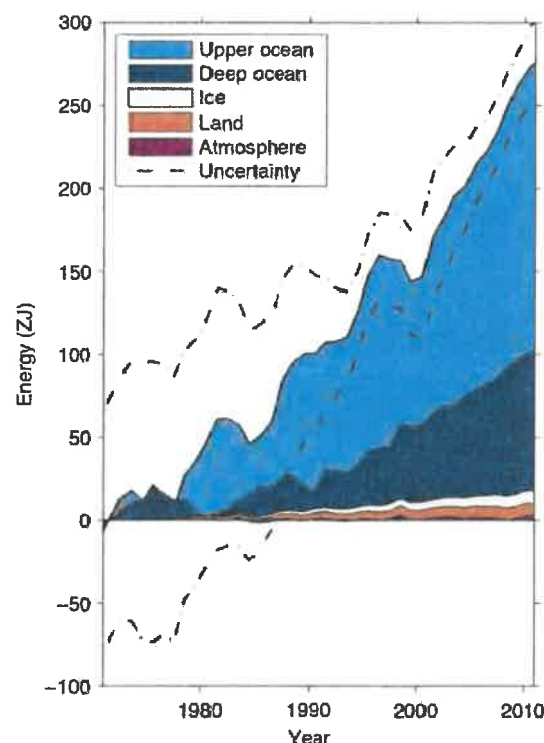 300
250
200
150
100
50
0
−50
−100
Energy (ZJ)
Upper ocean
Deep ocean
Ice
Land
Atmosphere
Uncertainty
1980 1990 2000 2010
Year